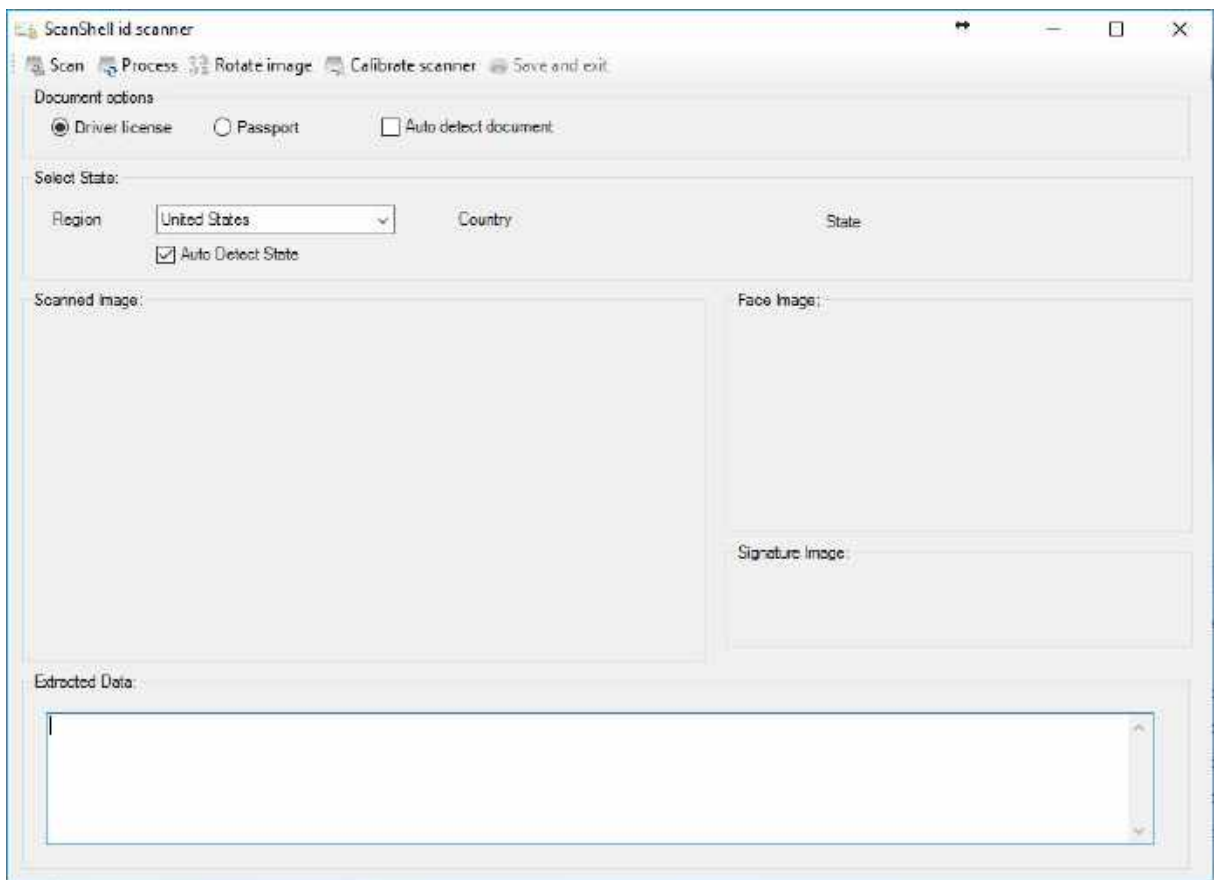 ScanShell id scanner
Scan Process Rotate image Calibrate scanner Save and exit
Document options
Driver license Passport Auto detect document
Select State:
Region United States Country State
Auto Detect State
Scanned Image: Face Image:
Signature Image:
Extracted Data: